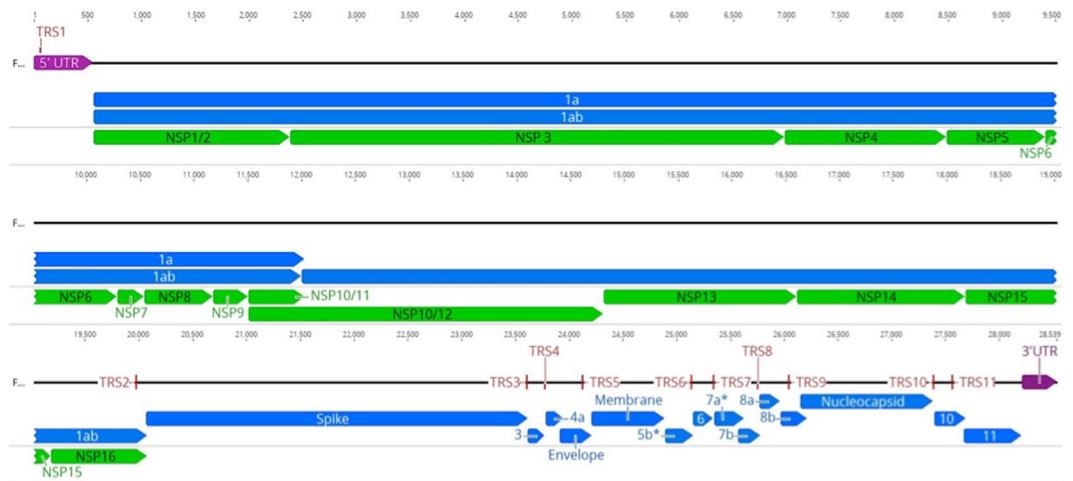 1 500 1,000 1,500 2,000 2,500 3,000 3,500 4,000 4,500 5,000 5,500 6,000 6,500 7,000 7,500 8,000 8,500 9,000 9,500
TRS1
F... 5' UTR
1a
1ab
NSP1/2 NSP 3 NSP4 NSP5
NSP6
10,000 10,500 11,000 11,500 12,000 12,500 13,000 13,500 14,000 14,500 15,000 15,500 16,000 16,500 17,000 17,500 18,000 18,500 19,000
F...
1a
1ab
NSP6 NSP8 NSP10/11 NSP13 NSP14 NSP15
NSP7 NSP9 NSP10/12
19,500 20,000 20,500 21,000 21,500 22,000 22,500 23,000 23,500 24,000 24,500 25,000 25,500 26,000 26,500 27,000 27,500 28,000 28,539
TRS4 TRS8 3'UTR
F... TRS2 TRS3 TRS5 TRS6 TRS7 TRS9 TRS10 TRS11
Membrane 7a* 8a Nucleocapsid
Spike 4a 6 8b 10
1ab 3 5b* 7b 11
Envelope
NSP16
NSP15